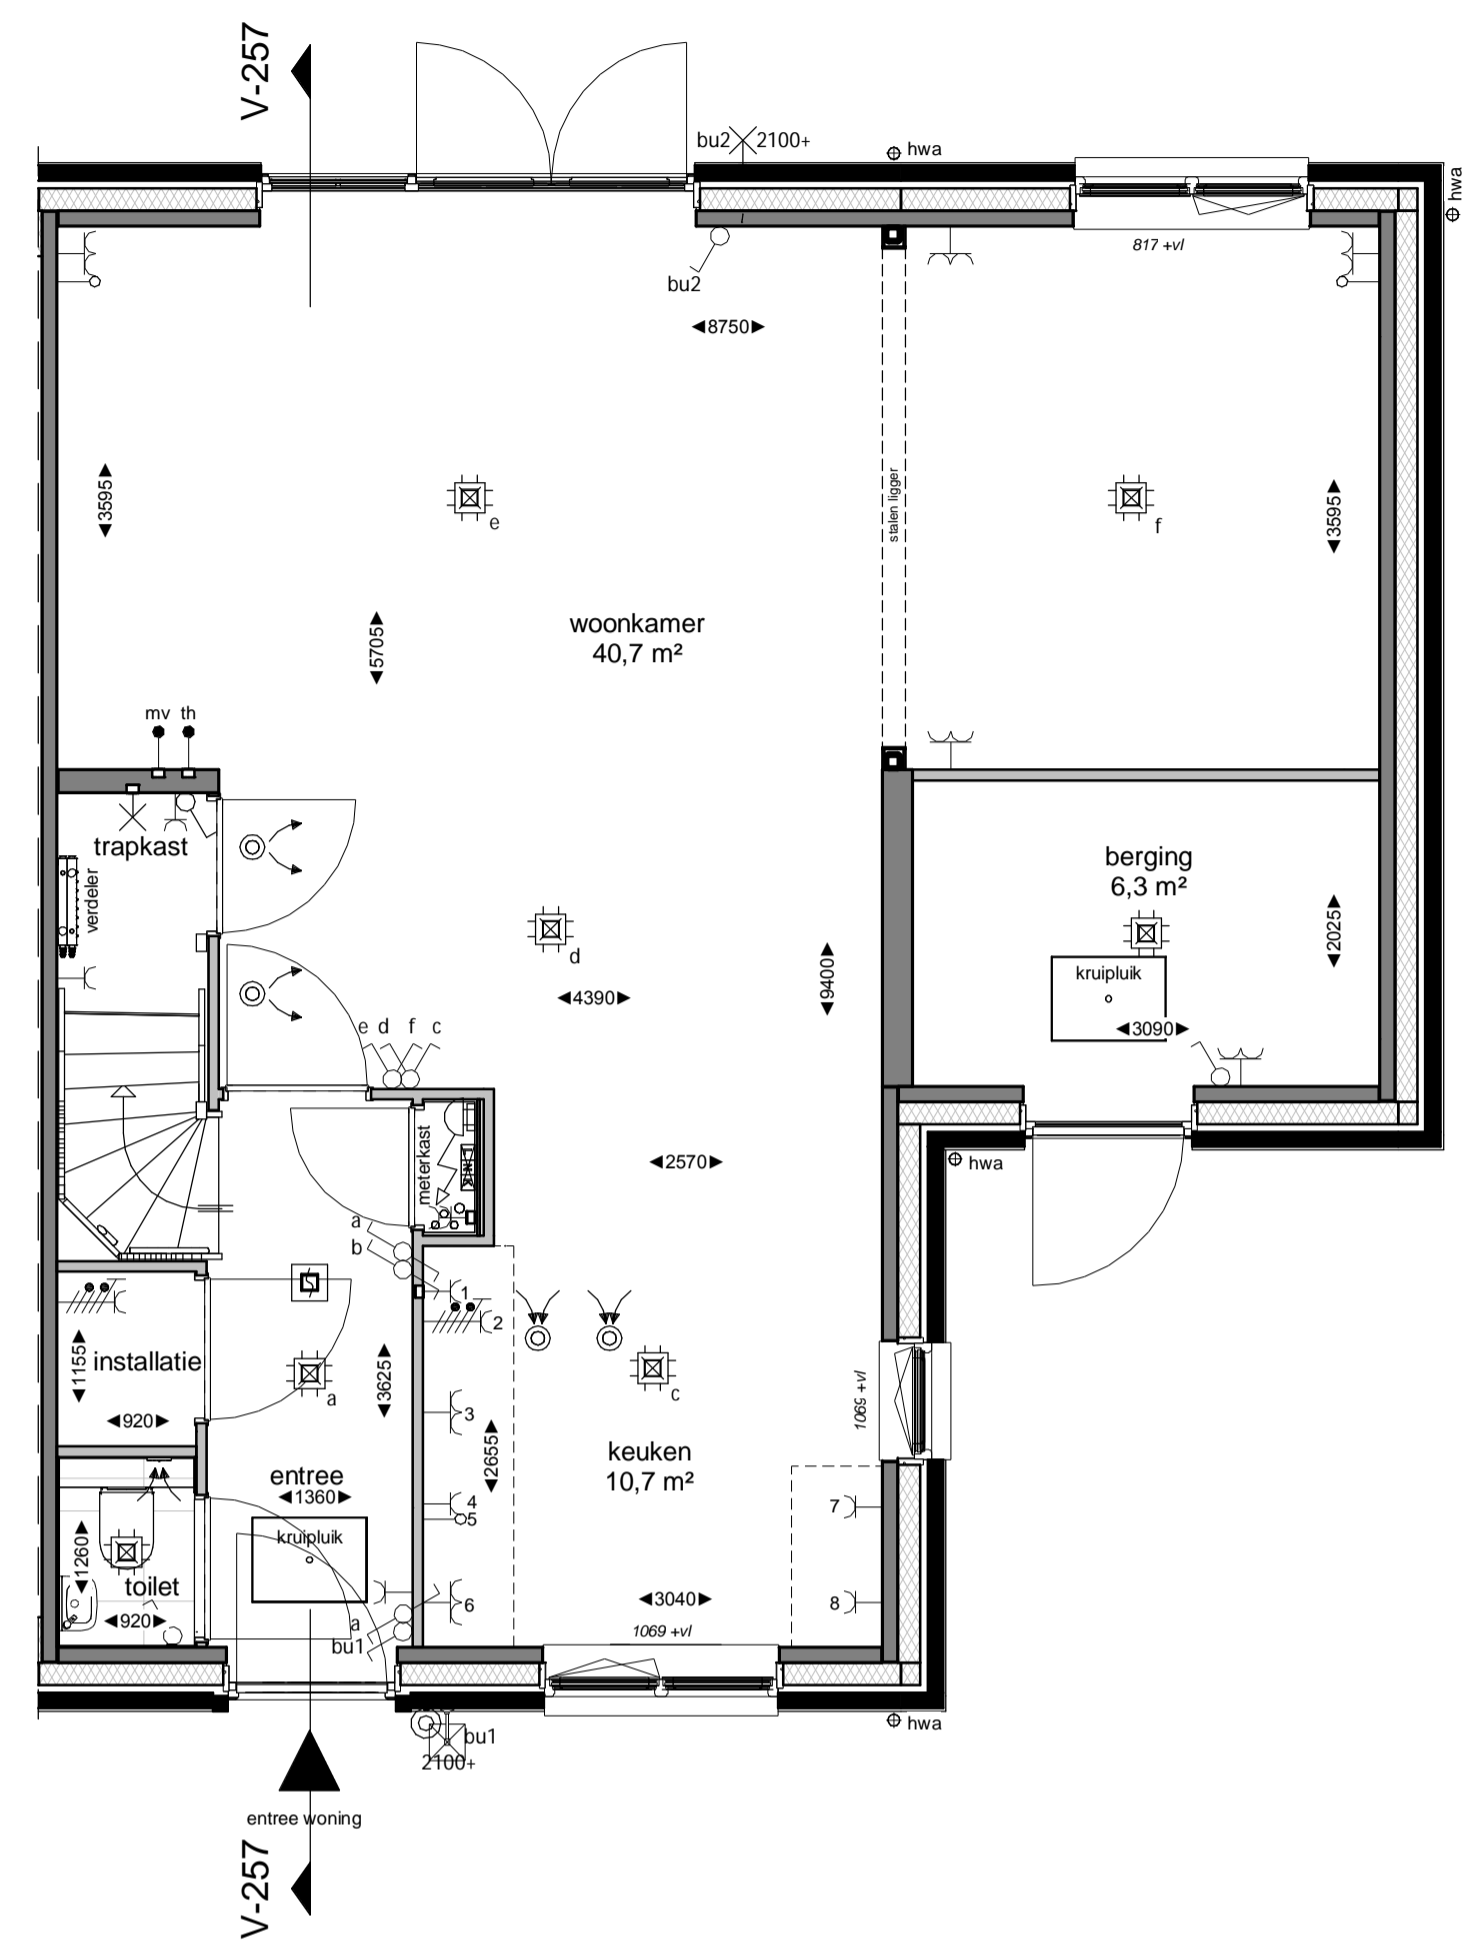 V-257
bu2
2100+
hwa
hwa
817 +vl
bu2
8750
3595
e
stalen ligger
f
3595
5705
woonkamer
40,7 m²
mv th
trapkast
verdeler
berging
6,3 m²
2025
d
4390
9400
kruipluik
3090
e d f c
meterkast
2570
hwa
a
b
1
2
installatie
1155
920
a
3625
3
c
1069 +vl
2655
keuken
10,7 m²
entree
1360
4
5
7
kruipluik
1260
toilet
920
a
bu1
6
3040
8
1069 +vl
bu1
2100+
hwa
entree woning
V-257